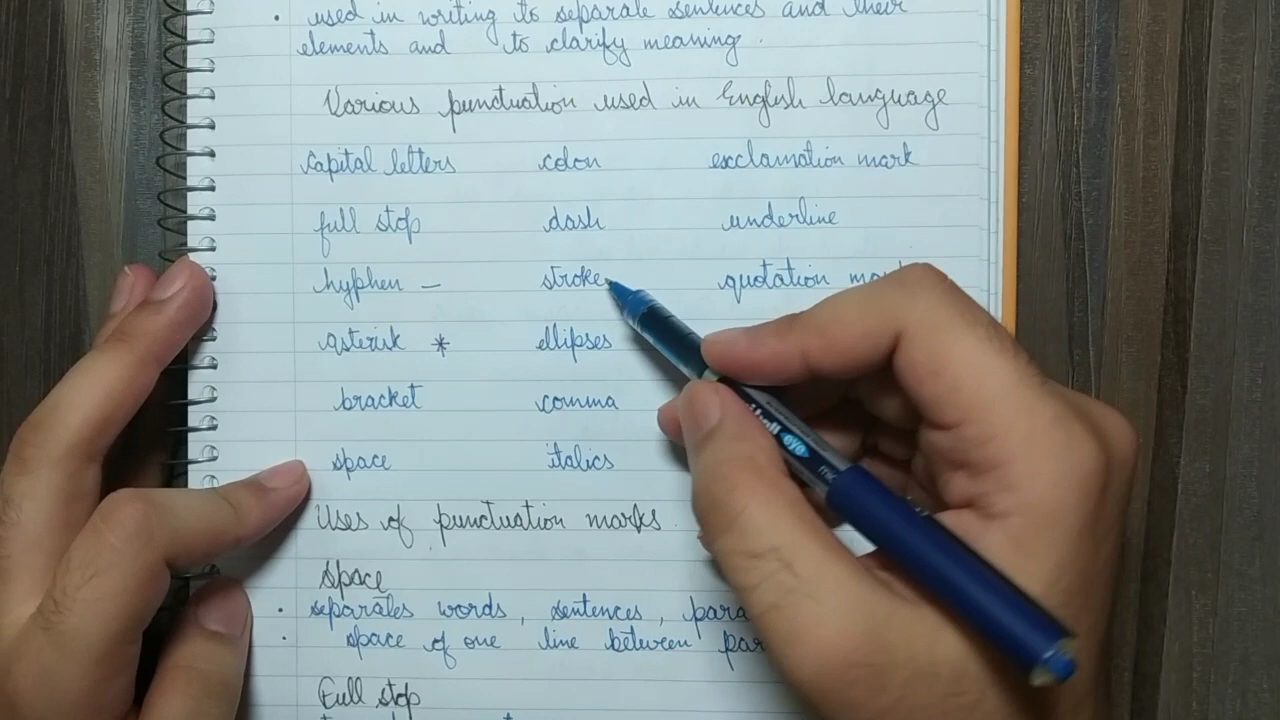 used in writing to separate sentences and their
elements and to clarify meaning.
Various punctuation used in English language
capital letters colon exclamation mark
full stop dash underline
hyphen – stroke quotation
asterisk * ellipses
bracket comma
space italics
Uses of punctuation marks
Space
• separates words, sentences,
• space of one line between
Full stop
eye